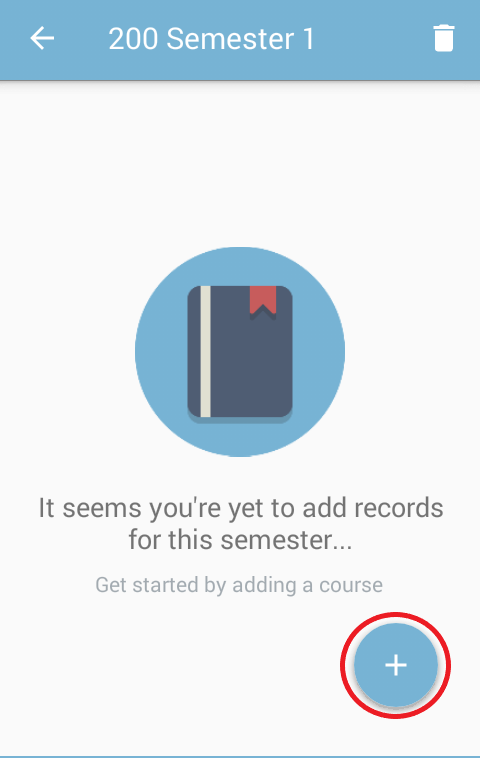 200 Semester 1
It seems you're yet to add records
for this semester...
Get started by adding a course